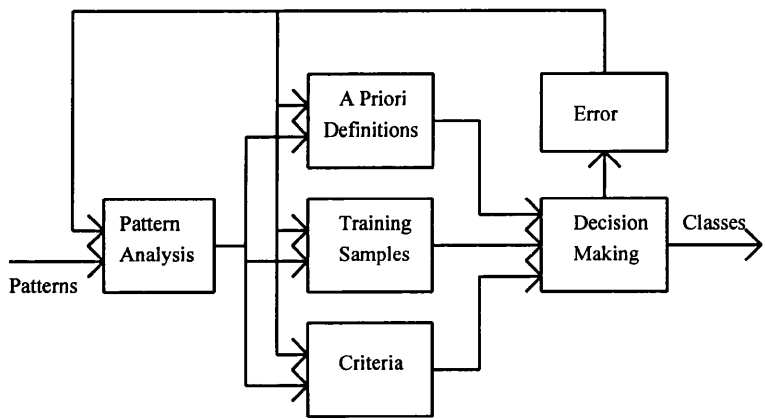 A Priori
Definitions
Error
Pattern
Analysis
Training
Samples
Decision
Making
Classes
Patterns
Criteria